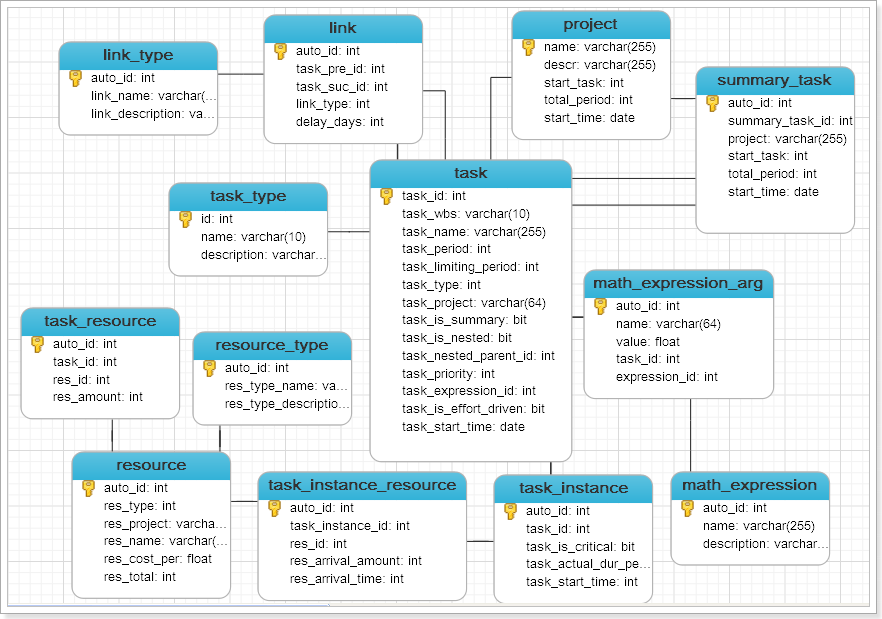 link_type
auto_id: int
link_name: varchar(...
link_description: va...
link
auto_id: int
task_pre_id: int
task_suc_id: int
link_type: int
delay_days: int
project
name: varchar(255)
descr: varchar(255)
start_task: int
total_period: int
start_time: date
summary_task
auto_id: int
summary_task_id: int
project: varchar(255)
start_task: int
total_period: int
start_time: date
task_type
id: int
name: varchar(10)
description: varchar...
task
task_id: int
task_wbs: varchar(10)
task_name: varchar(255)
task_period: int
task_limiting_period: int
task_type: int
task_project: varchar(64)
task_is_summary: bit
task_is_nested: bit
task_nested_parent_id: int
task_priority: int
task_expression_id: int
task_is_effort_driven: bit
task_start_time: date
math_expression_arg
auto_id: int
name: varchar(64)
value: float
task_id: int
expression_id: int
task_resource
auto_id: int
task_id: int
res_id: int
res_amount: int
resource_type
auto_id: int
res_type_name: va...
res_type_descriptio...
resource
auto_id: int
res_type: int
res_project: varcha...
res_name: varchar(...
res_cost_per: float
res_total: int
task_instance_resource
auto_id: int
task_instance_id: int
res_id: int
res_arrival_amount: int
res_arrival_time: int
task_instance
auto_id: int
task_id: int
task_is_critical: bit
task_actual_dur_pe...
task_start_time: int
math_expression
auto_id: int
name: varchar(255)
description: varchar...